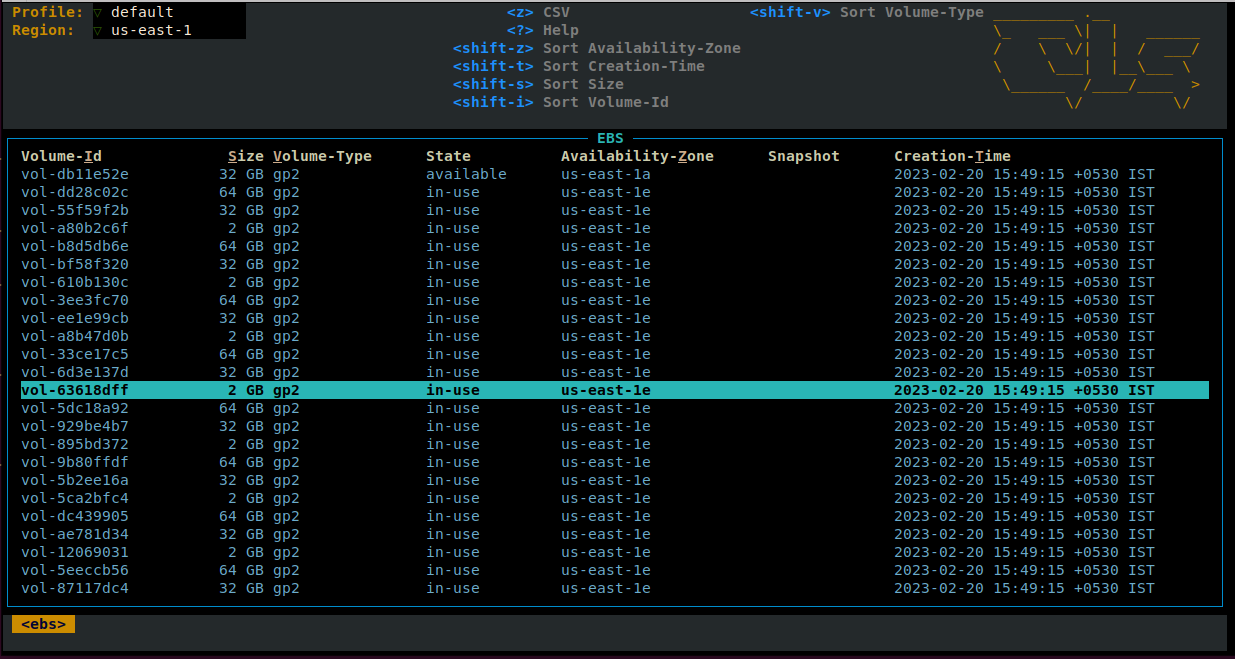 Profile: ▽ default
Region: ▽ us-east-1
<z> CSV
<?> Help
<shift-z> Sort Availability-Zone
<shift-t> Sort Creation-Time
<shift-s> Sort Size
<shift-i> Sort Volume-Id
<shift-v> Sort Volume-Type
EBS
Volume-Id Size Volume-Type State Availability-Zone Snapshot Creation-Time
vol-db11e52e 32 GB gp2 available us-east-1a 2023-02-20 15:49:15 +0530 IST
vol-dd28c02c 64 GB gp2 in-use us-east-1e 2023-02-20 15:49:15 +0530 IST
vol-55f59f2b 32 GB gp2 in-use us-east-1e 2023-02-20 15:49:15 +0530 IST
vol-a80b2c6f 2 GB gp2 in-use us-east-1e 2023-02-20 15:49:15 +0530 IST
vol-b8d5db6e 64 GB gp2 in-use us-east-1e 2023-02-20 15:49:15 +0530 IST
vol-bf58f320 32 GB gp2 in-use us-east-1e 2023-02-20 15:49:15 +0530 IST
vol-610b130c 2 GB gp2 in-use us-east-1e 2023-02-20 15:49:15 +0530 IST
vol-3ee3fc70 64 GB gp2 in-use us-east-1e 2023-02-20 15:49:15 +0530 IST
vol-ee1e99cb 32 GB gp2 in-use us-east-1e 2023-02-20 15:49:15 +0530 IST
vol-a8b47d0b 2 GB gp2 in-use us-east-1e 2023-02-20 15:49:15 +0530 IST
vol-33ce17c5 64 GB gp2 in-use us-east-1e 2023-02-20 15:49:15 +0530 IST
vol-6d3e137d 32 GB gp2 in-use us-east-1e 2023-02-20 15:49:15 +0530 IST
vol-63618dff 2 GB gp2 in-use us-east-1e 2023-02-20 15:49:15 +0530 IST
vol-5dc18a92 64 GB gp2 in-use us-east-1e 2023-02-20 15:49:15 +0530 IST
vol-929be4b7 32 GB gp2 in-use us-east-1e 2023-02-20 15:49:15 +0530 IST
vol-895bd372 2 GB gp2 in-use us-east-1e 2023-02-20 15:49:15 +0530 IST
vol-9b80ffdf 64 GB gp2 in-use us-east-1e 2023-02-20 15:49:15 +0530 IST
vol-5b2ee16a 32 GB gp2 in-use us-east-1e 2023-02-20 15:49:15 +0530 IST
vol-5ca2bfc4 2 GB gp2 in-use us-east-1e 2023-02-20 15:49:15 +0530 IST
vol-dc439905 64 GB gp2 in-use us-east-1e 2023-02-20 15:49:15 +0530 IST
vol-ae781d34 32 GB gp2 in-use us-east-1e 2023-02-20 15:49:15 +0530 IST
vol-12069031 2 GB gp2 in-use us-east-1e 2023-02-20 15:49:15 +0530 IST
vol-5eeccb56 64 GB gp2 in-use us-east-1e 2023-02-20 15:49:15 +0530 IST
vol-87117dc4 32 GB gp2 in-use us-east-1e 2023-02-20 15:49:15 +0530 IST
<ebs>